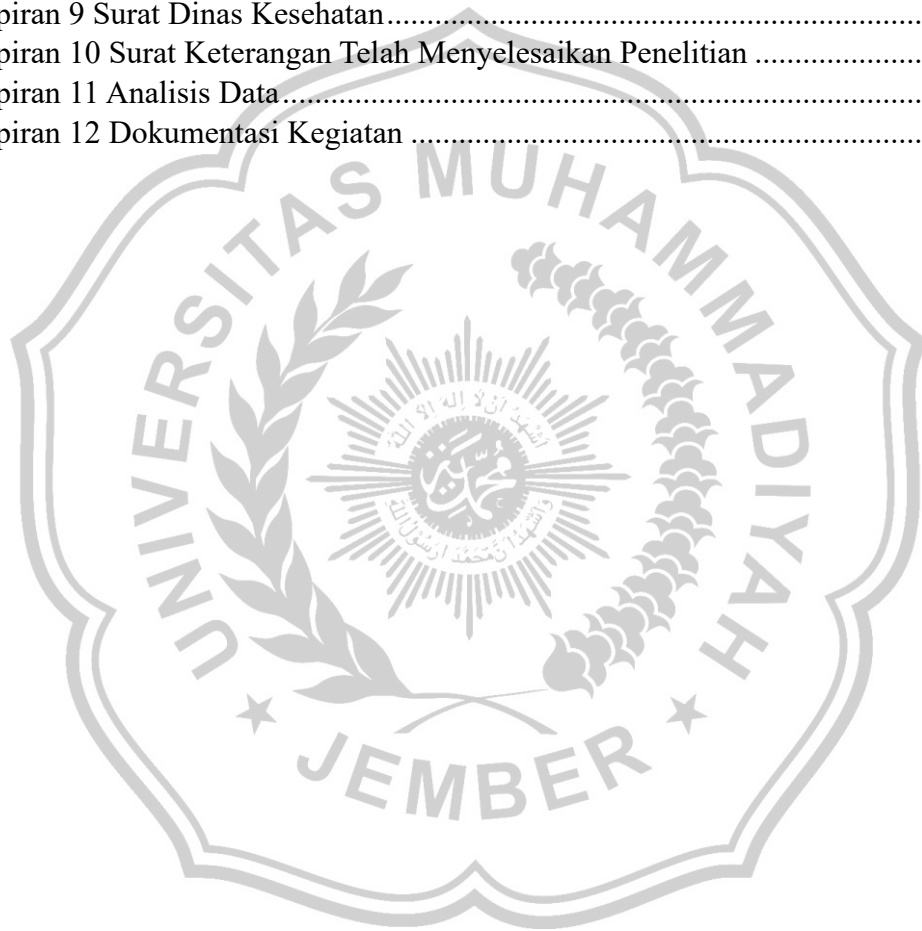 piran 9 Surat Dinas Kesehatan........................................................................
piran 10 Surat Keterangan Telah Menyelesaikan Penelitian .....................
piran 11 Analisis Data.....................................................................................
piran 12 Dokumentasi Kegiatan .....................................................................
UNIVERSITAS MUHAMMADIYAH
★ JEMBER ★